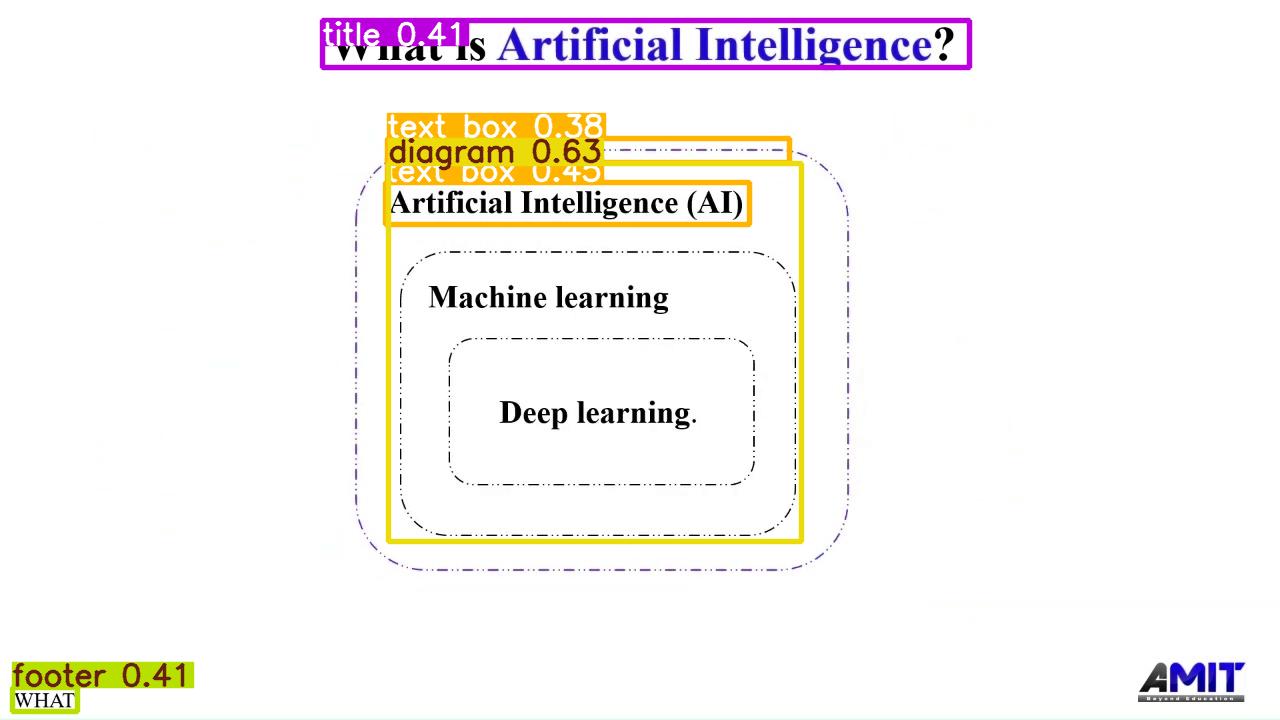 title 0.41
What is Artificial Intelligence?
text box 0.38
diagram 0.63
text box 0.45
Artificial Intelligence (AI)
Machine learning
Deep learning.
footer 0.41
WHAT
AMIT
Beyond Education